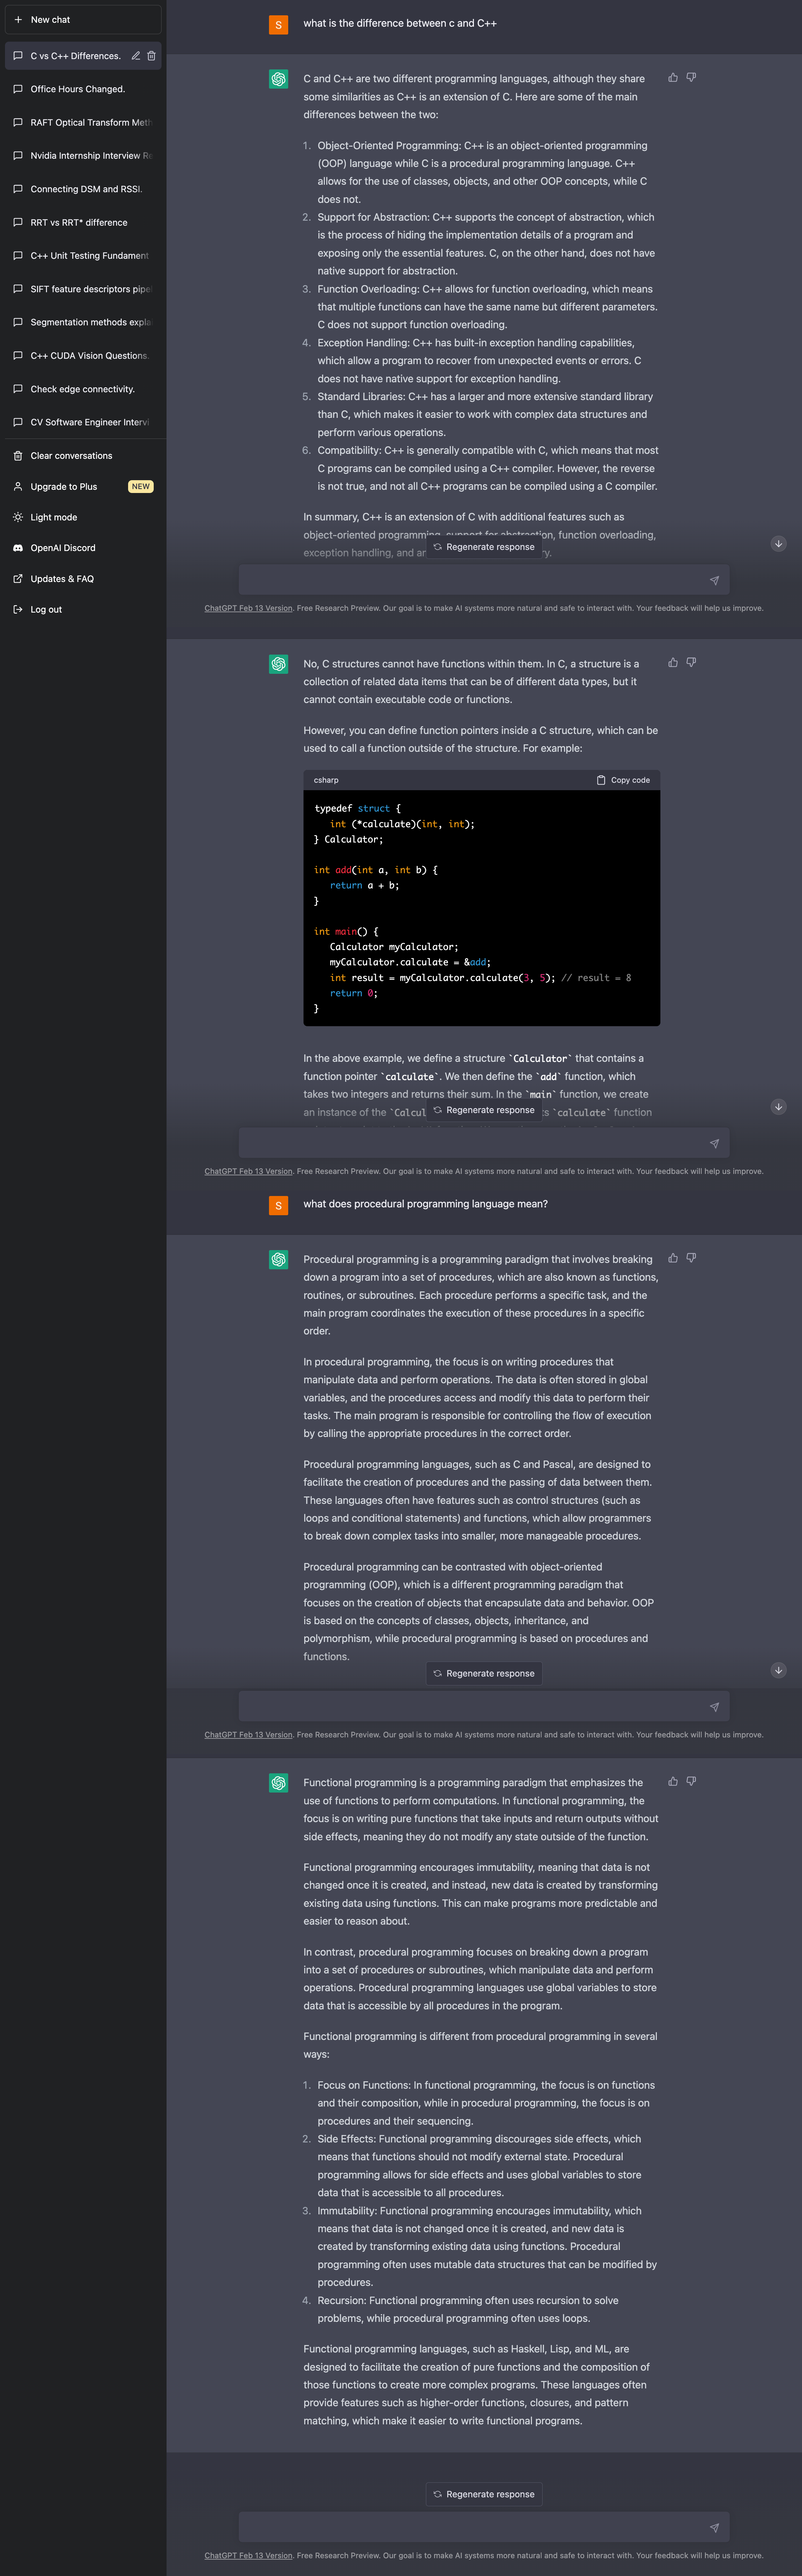 New chat
C vs C++ Differences.
Office Hours Changed.
RAFT Optical Transform Meth
Nvidia Internship Interview Re
Connecting DSM and RSSI.
RRT vs RRT* difference
C++ Unit Testing Fundament
SIFT feature descriptors pipe
Segmentation methods expla
C++ CUDA Vision Questions.
Check edge connectivity.
CV Software Engineer Intervi
Clear conversations
Upgrade to Plus NEW
Light mode
OpenAI Discord
Updates & FAQ
Log out
S what is the difference between c and C++
C and C++ are two different programming languages, although they share
some similarities as C++ is an extension of C. Here are some of the main
differences between the two:
1. Object-Oriented Programming: C++ is an object-oriented programming
(OOP) language while C is a procedural programming language. C++
allows for the use of classes, objects, and other OOP concepts, while C
does not.
2. Support for Abstraction: C++ supports the concept of abstraction, which
is the process of hiding the implementation details of a program and
exposing only the essential features. C, on the other hand, does not have
native support for abstraction.
3. Function Overloading: C++ allows for function overloading, which means
that multiple functions can have the same name but different parameters.
C does not support function overloading.
4. Exception Handling: C++ has built-in exception handling capabilities,
which allow a program to recover from unexpected events or errors. C
does not have native support for exception handling.
5. Standard Libraries: C++ has a larger and more extensive standard library
than C, which makes it easier to work with complex data structures and
perform various operations.
6. Compatibility: C++ is generally compatible with C, which means that most
C programs can be compiled using a C++ compiler. However, the reverse
is not true, and not all C++ programs can be compiled using a C compiler.
In summary, C++ is an extension of C with additional features such as
object-oriented programming, support for abstraction, function overloading,
exception handling, and
Regenerate response
ChatGPT Feb 13 Version. Free Research Preview. Our goal is to make AI systems more natural and safe to interact with. Your feedback will help us improve.
No, C structures cannot have functions within them. In C, a structure is a
collection of related data items that can be of different data types, but it
cannot contain executable code or functions.
However, you can define function pointers inside a C structure, which can be
used to call a function outside of the structure. For example:
csharp Copy code
typedef struct {
int (*calculate)(int, int);
} Calculator;
int add(int a, int b) {
return a + b;
}
int main() {
Calculator myCalculator;
myCalculator.calculate = &add;
int result = myCalculator.calculate(3, 5); // result = 8
return 0;
}
In the above example, we define a structure `Calculator` that contains a
function pointer `calculate`. We then define the `add` function, which
takes two integers and returns their sum. In the `main` function, we create
an instance of the `Calcul `calculate` function
Regenerate response
ChatGPT Feb 13 Version. Free Research Preview. Our goal is to make AI systems more natural and safe to interact with. Your feedback will help us improve.
S what does procedural programming language mean?
Procedural programming is a programming paradigm that involves breaking
down a program into a set of procedures, which are also known as functions,
routines, or subroutines. Each procedure performs a specific task, and the
main program coordinates the execution of these procedures in a specific
order.
In procedural programming, the focus is on writing procedures that
manipulate data and perform operations. The data is often stored in global
variables, and the procedures access and modify this data to perform their
tasks. The main program is responsible for controlling the flow of execution
by calling the appropriate procedures in the correct order.
Procedural programming languages, such as C and Pascal, are designed to
facilitate the creation of procedures and the passing of data between them.
These languages often have features such as control structures (such as
loops and conditional statements) and functions, which allow programmers
to break down complex tasks into smaller, more manageable procedures.
Procedural programming can be contrasted with object-oriented
programming (OOP), which is a different programming paradigm that
focuses on the creation of objects that encapsulate data and behavior. OOP
is based on the concepts of classes, objects, inheritance, and
polymorphism, while procedural programming is based on procedures and
functions.
Regenerate response
ChatGPT Feb 13 Version. Free Research Preview. Our goal is to make AI systems more natural and safe to interact with. Your feedback will help us improve.
Functional programming is a programming paradigm that emphasizes the
use of functions to perform computations. In functional programming, the
focus is on writing pure functions that take inputs and return outputs without
side effects, meaning they do not modify any state outside of the function.
Functional programming encourages immutability, meaning that data is not
changed once it is created, and instead, new data is created by transforming
existing data using functions. This can make programs more predictable and
easier to reason about.
In contrast, procedural programming focuses on breaking down a program
into a set of procedures or subroutines, which manipulate data and perform
operations. Procedural programming languages use global variables to store
data that is accessible by all procedures in the program.
Functional programming is different from procedural programming in several
ways:
1. Focus on Functions: In functional programming, the focus is on functions
and their composition, while in procedural programming, the focus is on
procedures and their sequencing.
2. Side Effects: Functional programming discourages side effects, which
means that functions should not modify external state. Procedural
programming allows for side effects and uses global variables to store
data that is accessible to all procedures.
3. Immutability: Functional programming encourages immutability, which
means that data is not changed once it is created, and new data is
created by transforming existing data using functions. Procedural
programming often uses mutable data structures that can be modified by
procedures.
4. Recursion: Functional programming often uses recursion to solve
problems, while procedural programming often uses loops.
Functional programming languages, such as Haskell, Lisp, and ML, are
designed to facilitate the creation of pure functions and the composition of
those functions to create more complex programs. These languages often
provide features such as higher-order functions, closures, and pattern
matching, which make it easier to write functional programs.
Regenerate response
ChatGPT Feb 13 Version. Free Research Preview. Our goal is to make AI systems more natural and safe to interact with. Your feedback will help us improve.